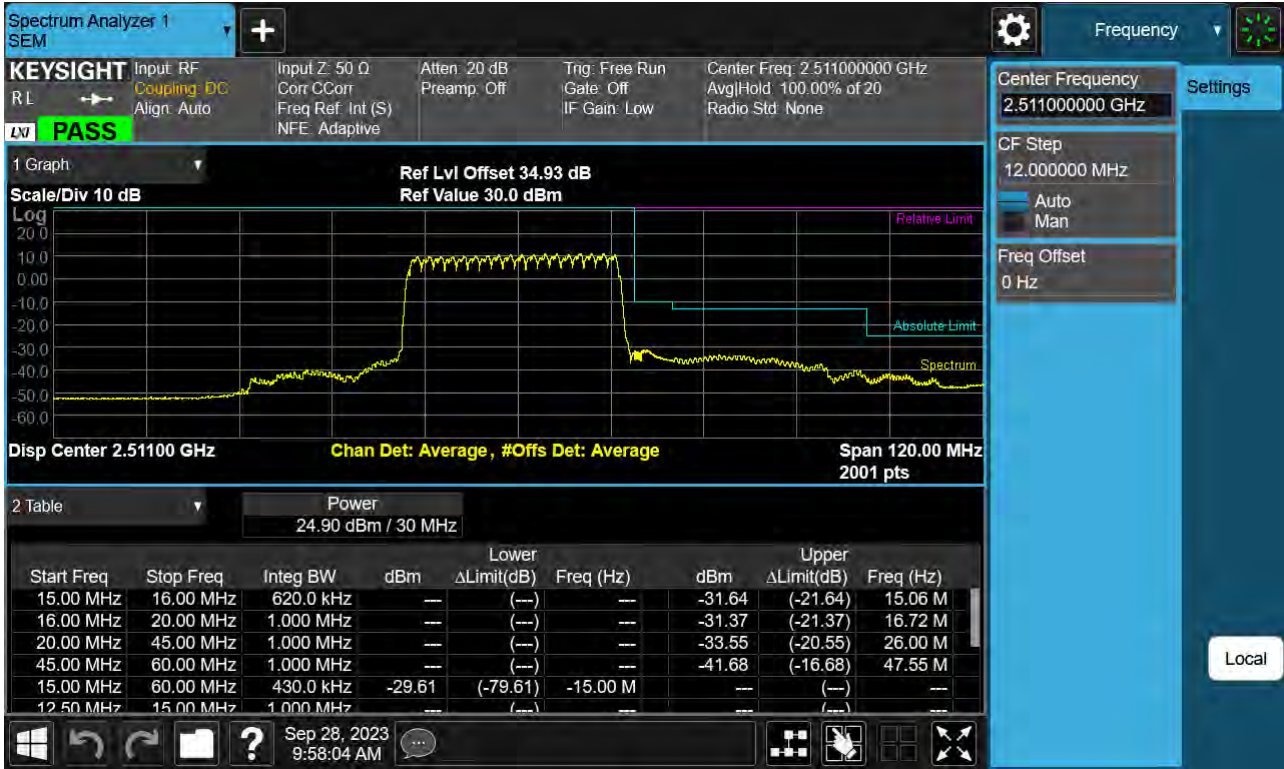 Spectrum Analyzer 1
SEM
Frequency
KEYSIGHT
RL
LXI
PASS
Input: RF
Coupling: DC
Align: Auto
Input Z: 50 Ω
Corr CCorr
Freq Ref: Int (S)
NFE: Adaptive
Atten: 20 dB
Preamp: Off
Trig: Free Run
Gate: Off
IF Gain: Low
Center Freq: 2.511000000 GHz
Avg|Hold: 100.00% of 20
Radio Std: None
Center Frequency
2.511000000 GHz
Settings
CF Step
12.000000 MHz
Auto
Man
Freq Offset
0 Hz
Local
1 Graph
Scale/Div 10 dB
Ref Lvl Offset 34.93 dB
Ref Value 30.0 dBm
Log
Relative Limit
20.0
10.0
0.00
-10.0
-20.0
Absolute Limit
-30.0
-40.0
Spectrum
-50.0
-60.0
Disp Center 2.51100 GHz
Chan Det: Average, #Offs Det: Average
Span 120.00 MHz
2001 pts
2 Table
Power
24.90 dBm / 30 MHz
Lower Upper
Start Freq Stop Freq Integ BW dBm ΔLimit(dB) Freq (Hz) dBm ΔLimit(dB) Freq (Hz)
15.00 MHz 16.00 MHz 620.0 kHz --- (---) --- -31.64 (-21.64) 15.06 M
16.00 MHz 20.00 MHz 1.000 MHz --- (---) --- -31.37 (-21.37) 16.72 M
20.00 MHz 45.00 MHz 1.000 MHz --- (---) --- -33.55 (-20.55) 26.00 M
45.00 MHz 60.00 MHz 1.000 MHz --- (---) --- -41.68 (-16.68) 47.55 M
15.00 MHz 60.00 MHz 430.0 kHz -29.61 (-79.61) -15.00 M --- (---) ---
12.50 MHz 15.00 MHz 1.000 MHz --- (---) --- --- (---) ---
Sep 28, 2023
9:58:04 AM